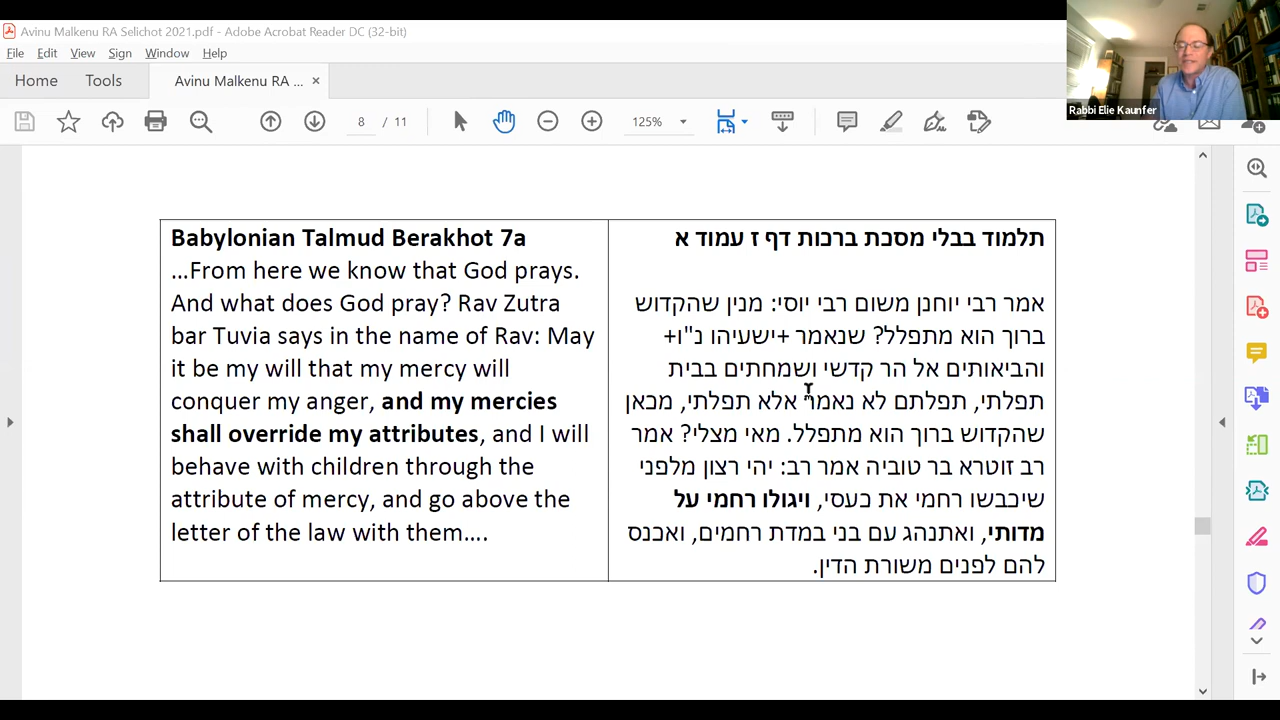 Avinu Malkenu RA Selichot 2021.pdf - Adobe Acrobat Reader DC (32-bit)
File Edit View Sign Window Help
Home Tools Avinu Malkenu RA ... ×
8 / 11 125%
Rabbi Elie Kaunfer
Babylonian Talmud Berakhot 7a
...From here we know that God prays.
And what does God pray? Rav Zutra
bar Tuvia says in the name of Rav: May
it be my will that my mercy will
conquer my anger, and my mercies
shall override my attributes, and I will
behave with children through the
attribute of mercy, and go above the
letter of the law with them....
תלמוד בבלי מסכת ברכות דף ז עמוד א
אמר רבי יוחנן משום רבי יוסי: מנין שהקדוש
ברוך הוא מתפלל? שנאמר +ישעיהו נ"ו+
והביאותים אל הר קדשי ושמחתים בבית
תפלתי, תפלתם לא נאמר אלא תפלתי, מכאן
שהקדוש ברוך הוא מתפלל. מאי מצלי? אמר
רב זוטרא בר טוביה אמר רב: יהי רצון מלפני
שיכבשו רחמי את כעסי, ויגולו רחמי על
מדותי, ואתנהג עם בני במדת רחמים, ואכנס
להם לפנים משורת הדין.